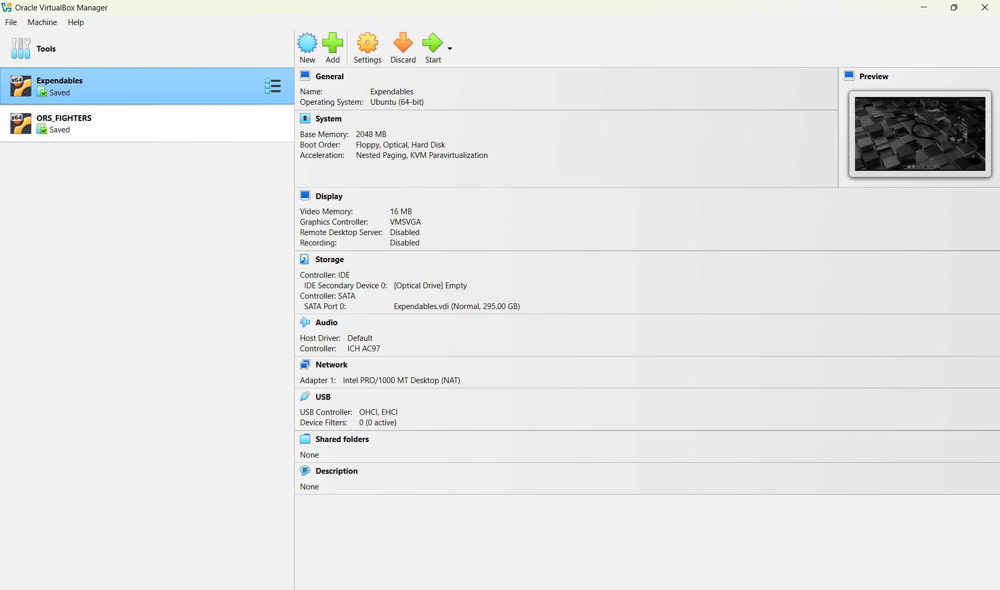 Oracle VirtualBox Manager
File Machine Help
Tools
New Add Settings Discard Start
x64 Expendables
Saved
x64 ORS_FIGHTERS
Saved
General
Name: Expendables
Operating System: Ubuntu (64-bit)
Preview
System
Base Memory: 2048 MB
Boot Order: Floppy, Optical, Hard Disk
Acceleration: Nested Paging, KVM Paravirtualization
Display
Video Memory: 16 MB
Graphics Controller: VMSVGA
Remote Desktop Server: Disabled
Recording: Disabled
Storage
Controller: IDE
IDE Secondary Device 0: [Optical Drive] Empty
Controller: SATA
SATA Port 0: Expendables.vdi (Normal, 295.00 GB)
Audio
Host Driver: Default
Controller: ICH AC97
Network
Adapter 1: Intel PRO/1000 MT Desktop (NAT)
USB
USB Controller: OHCI, EHCI
Device Filters: 0 (0 active)
Shared folders
None
Description
None